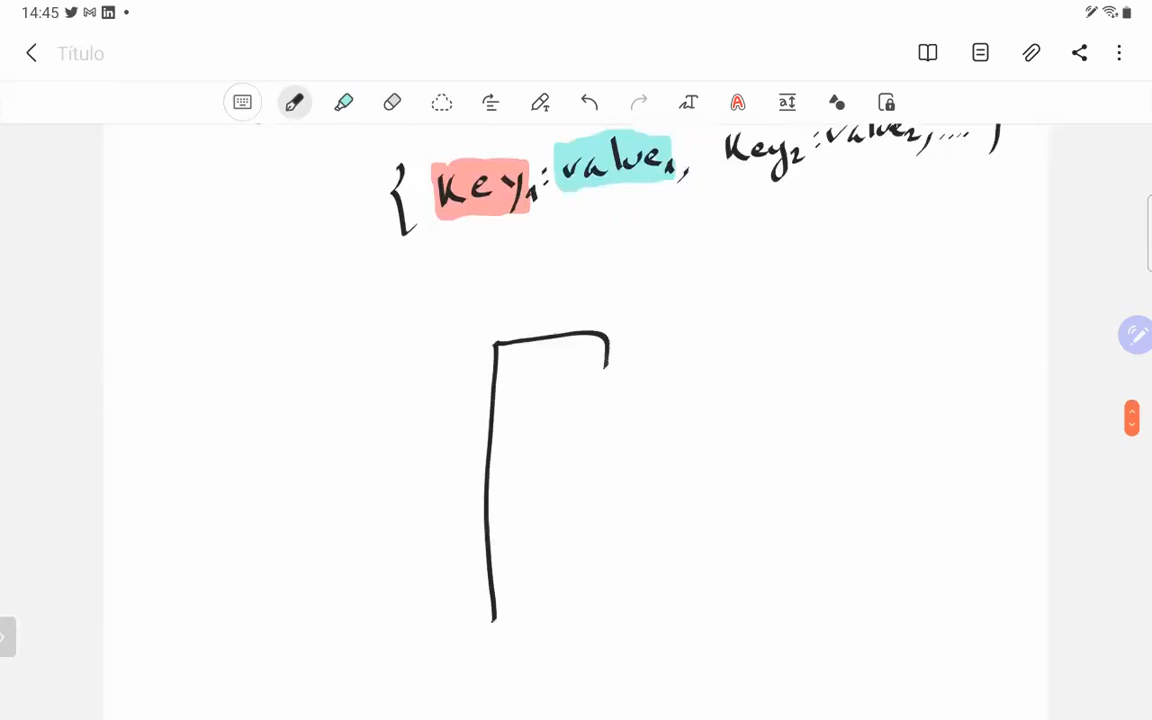 14:45
Título
{ Key₁: value₁, Key₂: value₂, .... }